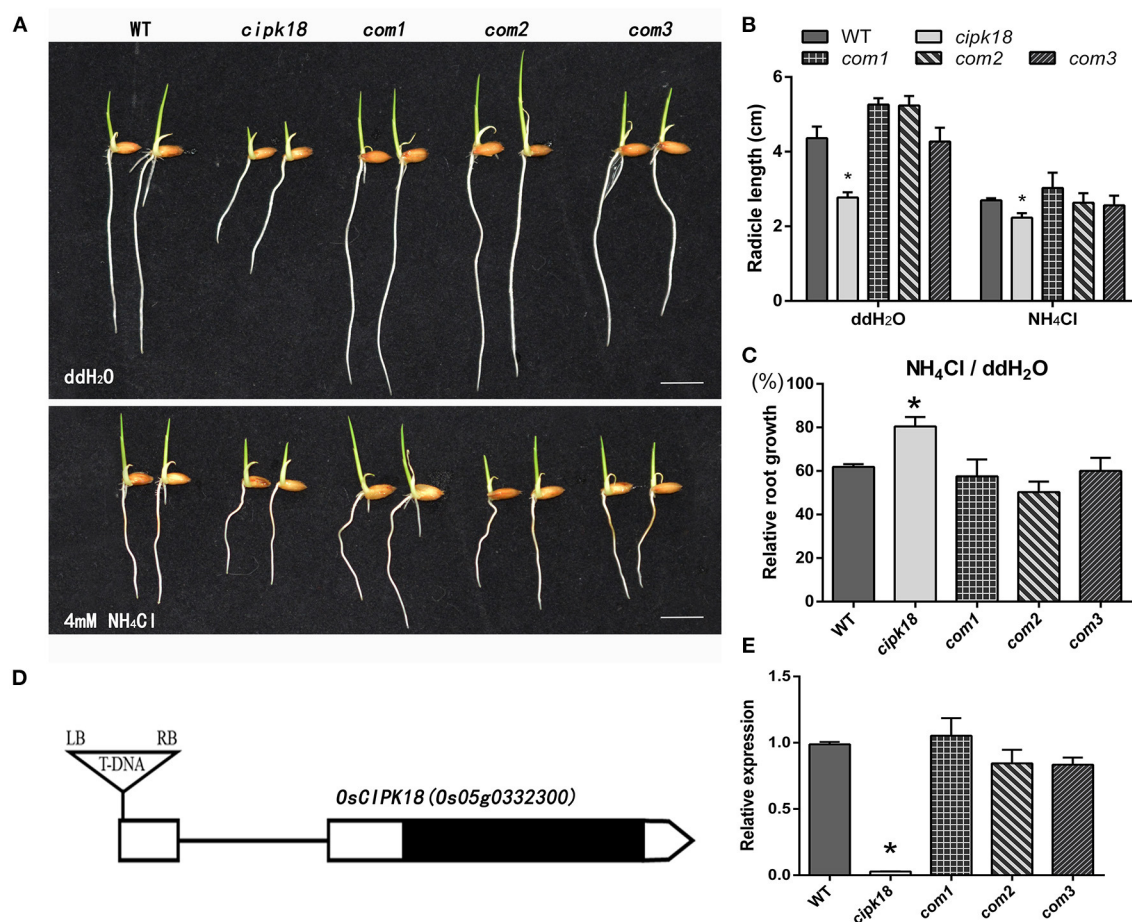 A
WT cipk18 com1 com2 com3
ddH₂O
4mM NH₄Cl
B
WT cipk18
com1 com2 com3
Radicle length (cm)
6
4
2
0
ddH₂O NH₄Cl
* *
C
NH₄Cl / ddH₂O
(%)
Relative root growth
100
80
60
40
20
0
*
WT cipk18 com1 com2 com3
D
LB RB
T-DNA
OsCIPK18(Os05g0332300)
E
Relative expression
1.5
1.0
0.5
0.0
*
WT cipk18 com1 com2 com3